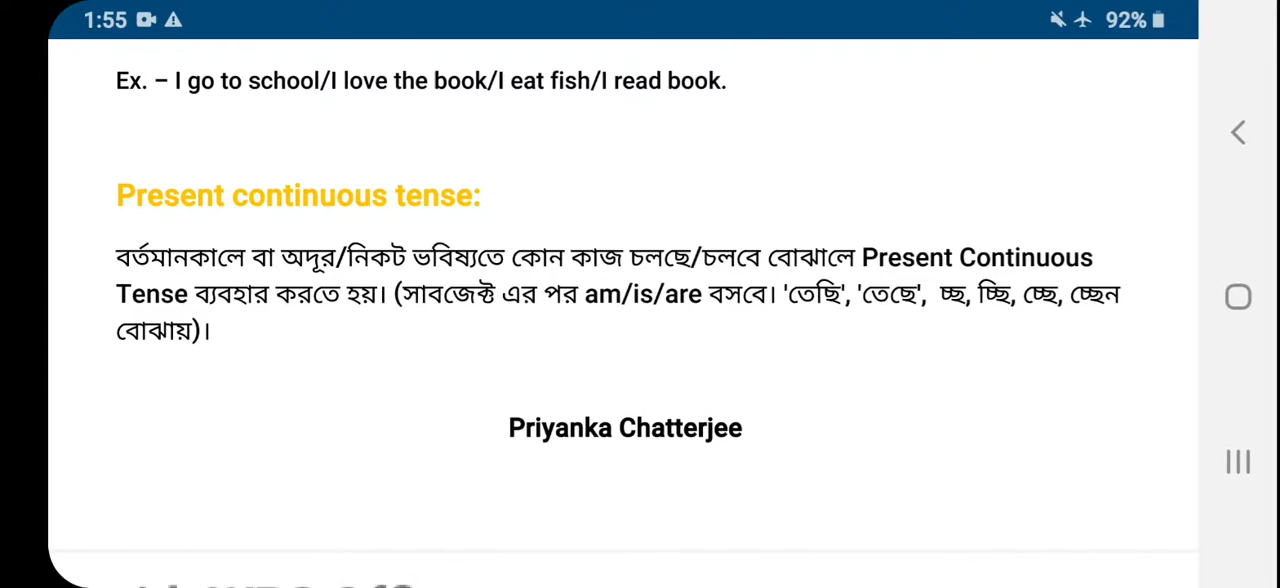 1:55
92%
Ex. – I go to school/I love the book/I eat fish/I read book.
Present continuous tense:
বর্তমানকালে বা অদূর/নিকট ভবিষ্যতে কোন কাজ চলছে/চলবে বোঝালে Present Continuous
Tense ব্যবহার করতে হয়। (সাবজেক্ট এর পর am/is/are বসবে। 'তেছি', 'তেছে', চ্ছ, চ্ছি, চ্ছে, চ্ছেন
বোঝায়)।
Priyanka Chatterjee